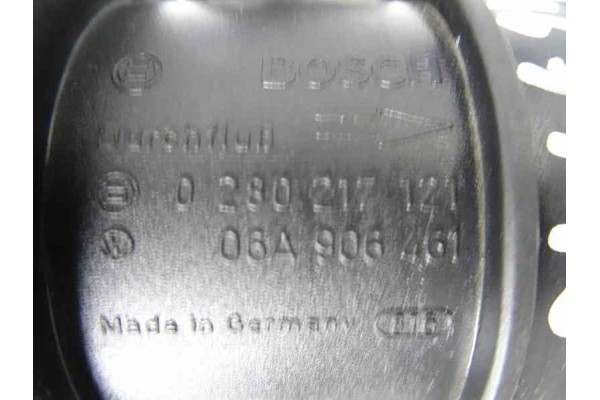 BOSCH
Durchfluß
0 280 217 121
06A 906 461
Made in Germany